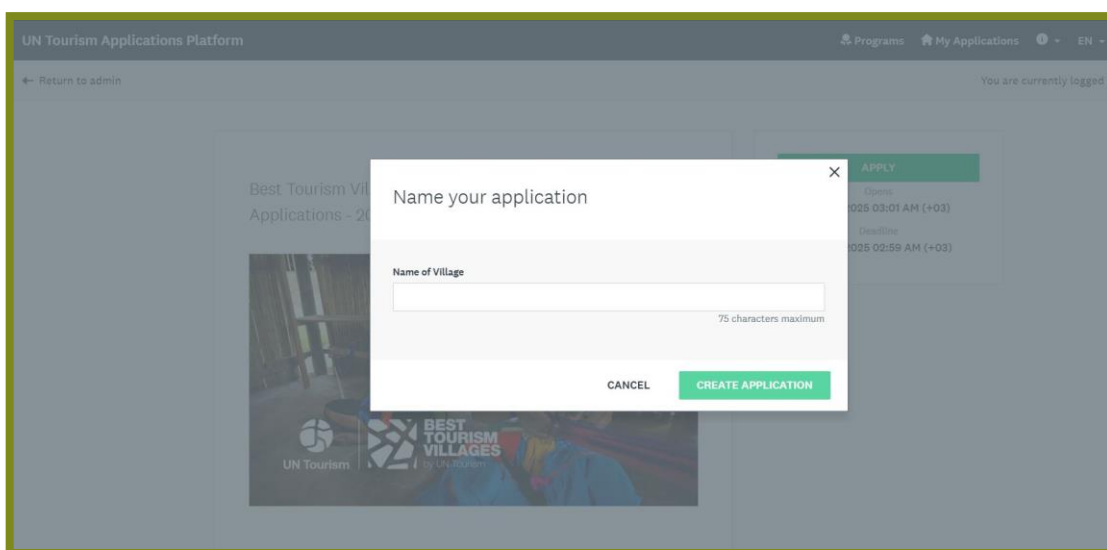 UN Tourism Applications Platform
Programs My Applications EN
Return to admin
You are currently logged
Best Tourism Vil
Applications - 20
APPLY
Opens
2025 03:01 AM (+03)
Deadline
2025 02:59 AM (+03)
Name your application
Name of Village
75 characters maximum
CANCEL CREATE APPLICATION
UN Tourism
BEST
TOURISM
VILLAGES
by UN Tourism